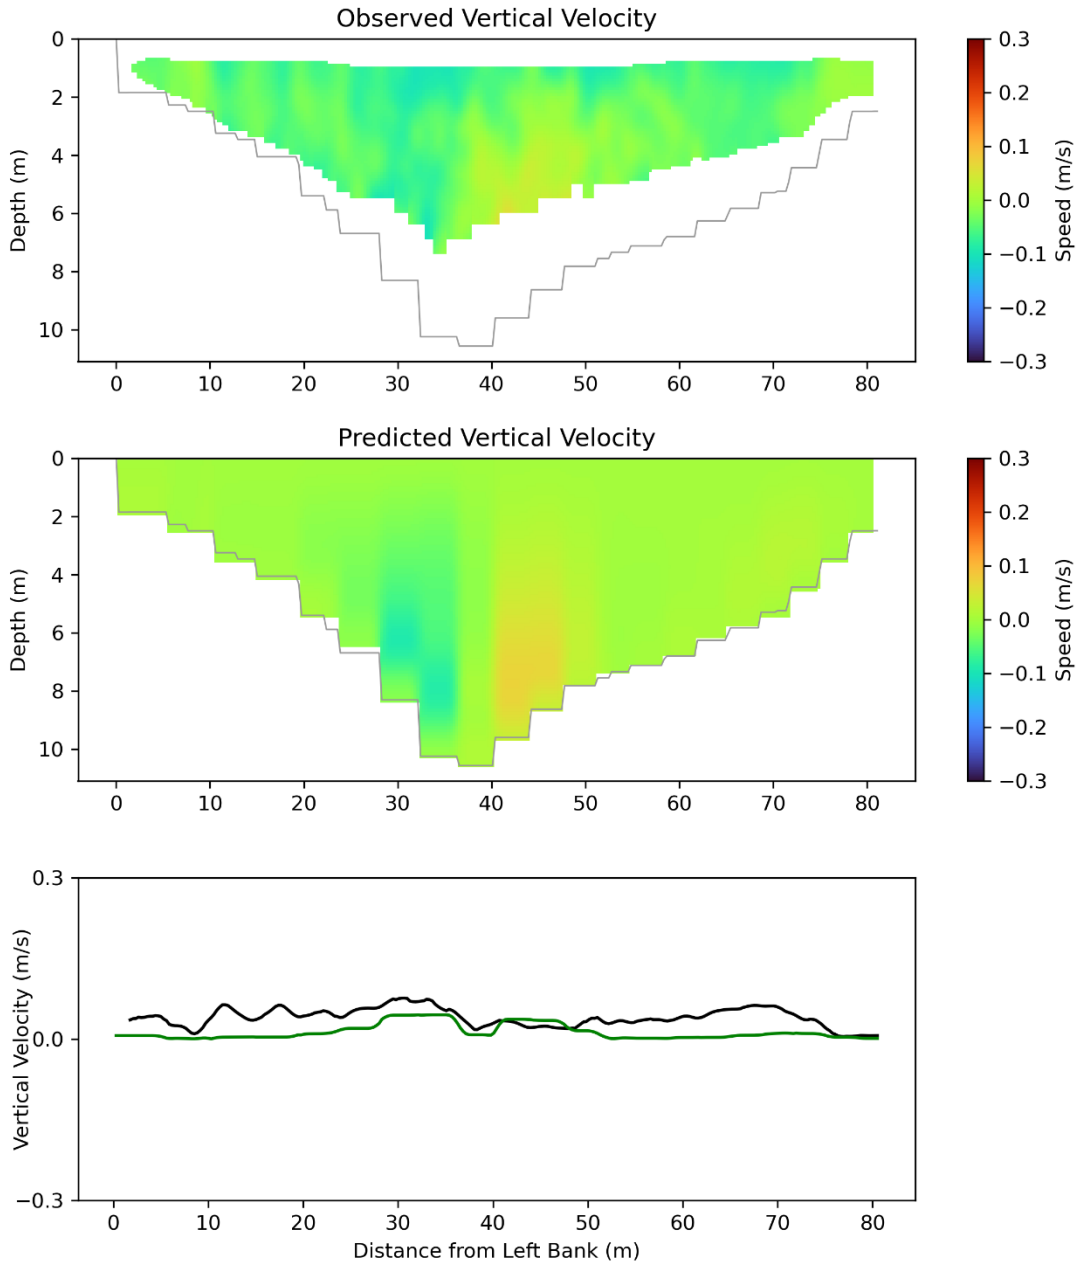 Observed Vertical Velocity
0
2
4
6
8
10
Depth (m)
0 10 20 30 40 50 60 70 80
0.3
0.2
0.1
0.0
−0.1
−0.2
−0.3
Speed (m/s)
Predicted Vertical Velocity
0
2
4
6
8
10
Depth (m)
0 10 20 30 40 50 60 70 80
0.3
0.2
0.1
0.0
−0.1
−0.2
−0.3
Speed (m/s)
0.3
0.0
−0.3
Vertical Velocity (m/s)
0 10 20 30 40 50 60 70 80
Distance from Left Bank (m)